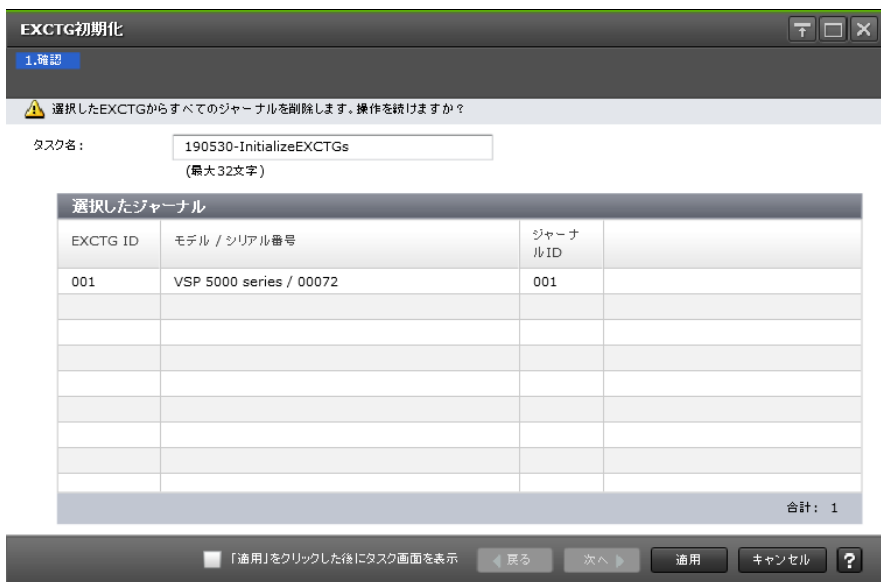 EXCTG初期化
1.確認
選択したEXCTGからすべてのジャーナルを削除します。操作を続けますか？
タスク名：
190530-InitializeEXCTGs
(最大32文字)
選択したジャーナル
EXCTG ID
モデル / シリアル番号
ジャーナ
ルID
001
VSP 5000 series / 00072
001
合計: 1
「適用」をクリックした後にタスク画面を表示
戻る
次へ
適用
キャンセル
?